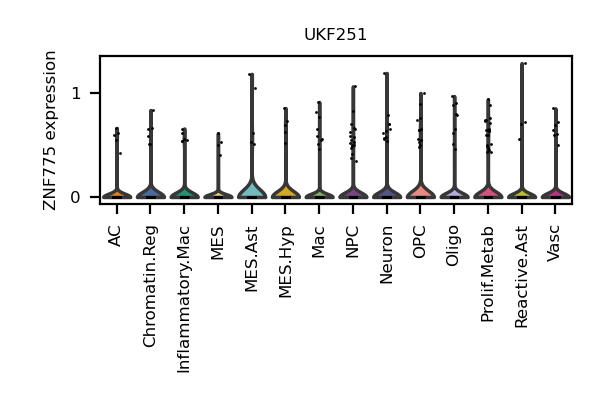 UKF251
ZNF775 expression
1
0
AC
Chromatin.Reg
Inflammatory.Mac
MES
MES.Ast
MES.Hyp
Mac
NPC
Neuron
OPC
Oligo
Prolif.Metab
Reactive.Ast
Vasc